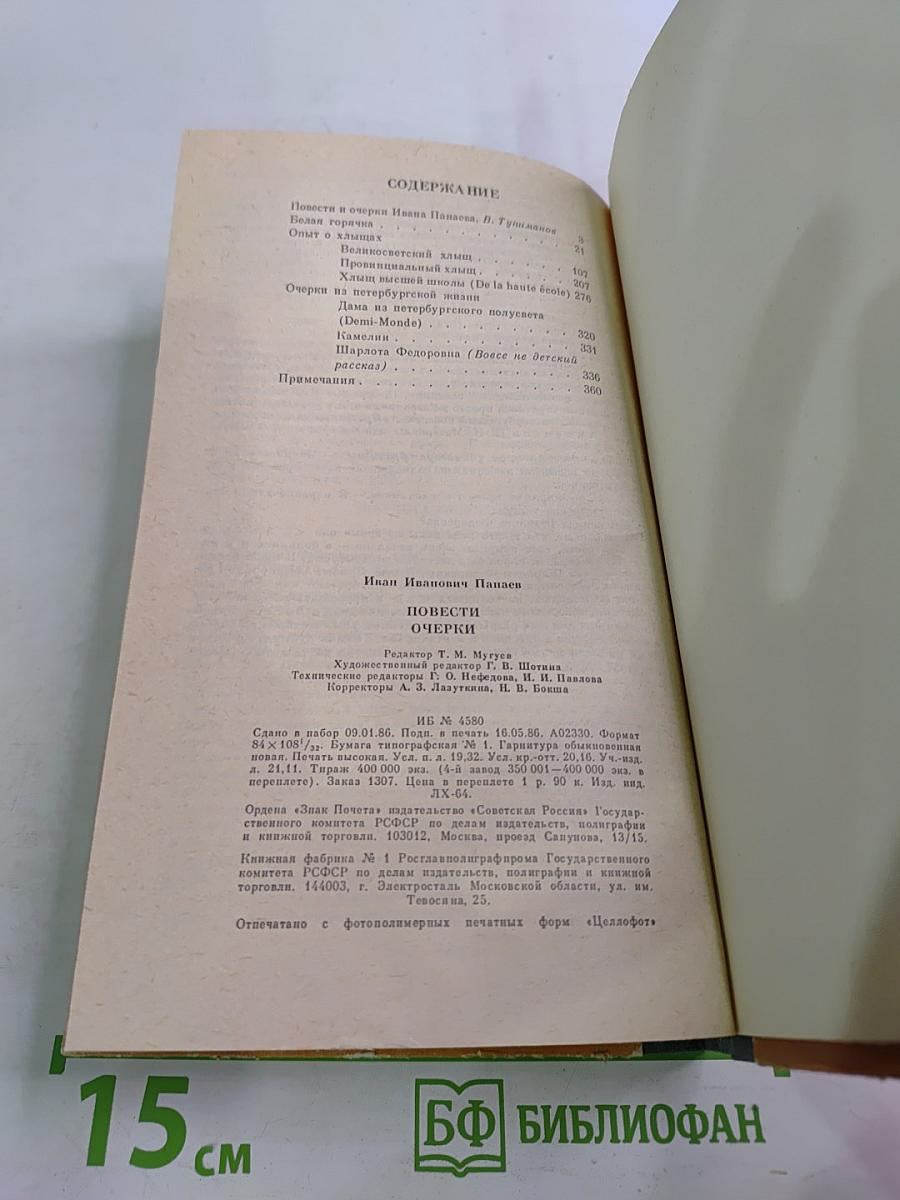 СОДЕРЖАНИЕ
Повести и очерки Ивана Панаева. В. Туниманов 3
Белая горячка . . . . . . . . . . . 21
Опыт о хлыщах
Великосветский хлыщ . . . . . . 107
Провинциальный хлыщ . . . . . . 207
Хлыщ высшей школы (De la haute école) 276
Очерки из петербургской жизни
Дама из петербургского полусвета
(Demi-Monde) . . . . . . . . . 320
Камелии . . . . . . . . . . . 331
Шарлота Федоровна (Вовсе не детский
рассказ) . . . . . . . . . . . 336
Примечания . . . . . . . . . . . . . 360
Иван Иванович Панаев
ПОВЕСТИ
ОЧЕРКИ
Редактор Т. М. Мугуев
Художественный редактор Г. В. Шотина
Технические редакторы Г. О. Нефедова, И. И. Павлова
Корректоры А. З. Лазуткина, Н. В. Бокша
ИБ № 4580
Сдано в набор 09.01.86. Подп. в печать 16.05.86. А02330. Формат
84×108¹/₃₂. Бумага типографская № 1. Гарнитура обыкновенная
новая. Печать высокая. Усл. п. л. 19,32. Усл. кр.-отт. 20,16. Уч.-изд.
л. 21,11. Тираж 400 000 экз. (4-й завод 350 001—400 000 экз. в
переплете). Заказ 1307. Цена в переплете 1 р. 90 к. Изд. инд.
ЛХ-64.
Ордена «Знак Почета» издательство «Советская Россия» Государ-
ственного комитета РСФСР по делам издательств, полиграфии
и книжной торговли. 103012, Москва, проезд Сапунова, 13/15.
Книжная фабрика № 1 Росглавполиграфпрома Государственного
комитета РСФСР по делам издательств, полиграфии и книжной
торговли. 144003, г. Электросталь Московской области, ул. им.
Тевосяна, 25.
Отпечатано с фотополимерных печатных форм «Целлофот»
15 см
БФ БИБЛИОФАН